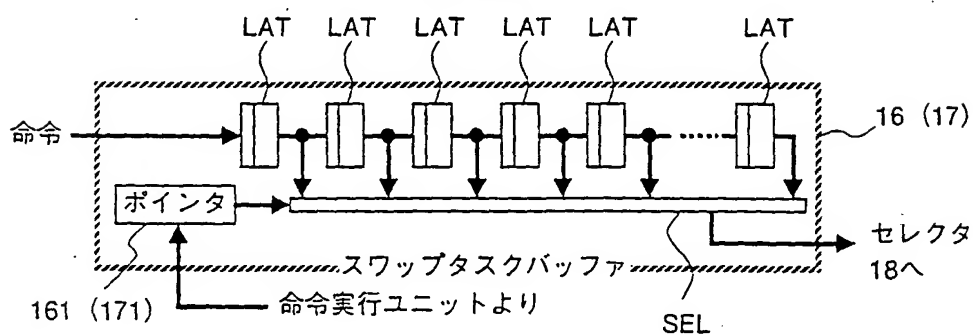 LAT LAT LAT LAT LAT LAT
16 (17)
命令
ポインタ
スワップタスクバッファ
セレクタ
18へ
161 (171)
命令実行ユニットより
SEL